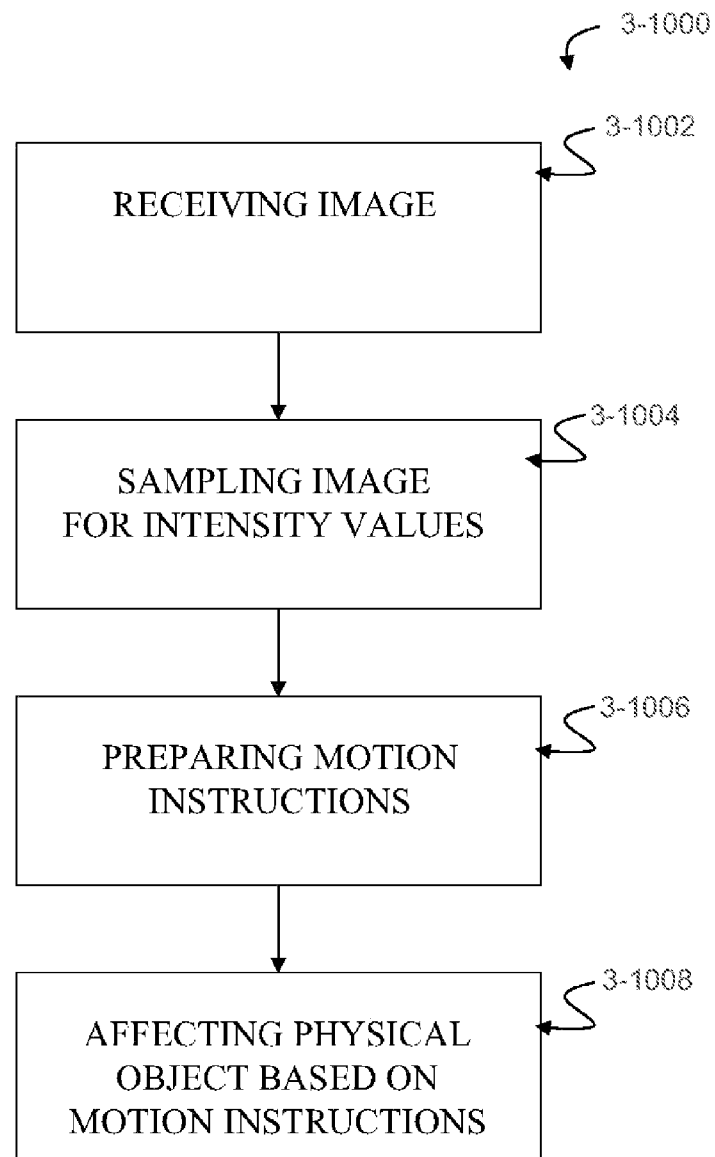 3-1000
3-1002
RECEIVING IMAGE
3-1004
SAMPLING IMAGE
FOR INTENSITY VALUES
3-1006
PREPARING MOTION
INSTRUCTIONS
3-1008
AFFECTING PHYSICAL
OBJECT BASED ON
MOTION INSTRUCTIONS